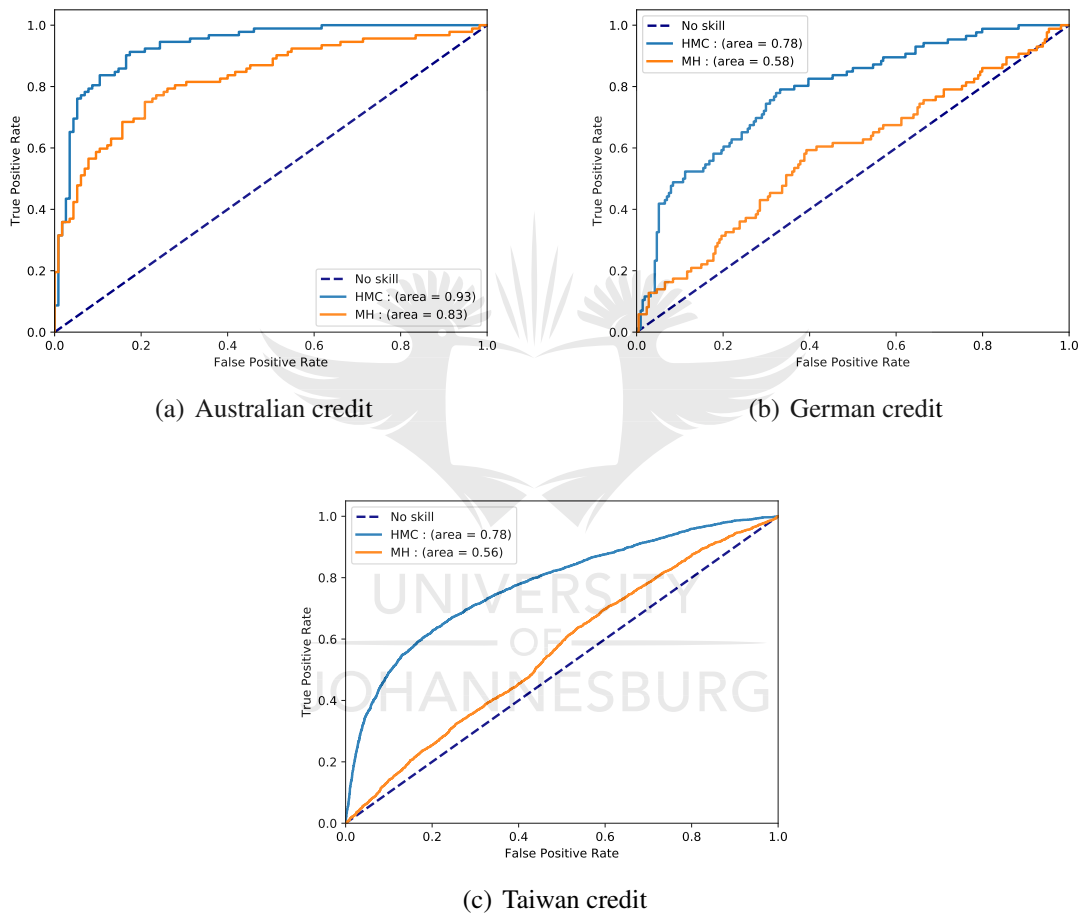 1.0
0.8
0.6
0.4
0.2
0.0
True Positive Rate
0.0 0.2 0.4 0.6 0.8 1.0
False Positive Rate
No skill
HMC : (area = 0.93)
MH : (area = 0.83)
(a) Australian credit
1.0
0.8
0.6
0.4
0.2
0.0
True Positive Rate
0.0 0.2 0.4 0.6 0.8 1.0
False Positive Rate
No skill
HMC : (area = 0.78)
MH : (area = 0.58)
(b) German credit
1.0
0.8
0.6
0.4
0.2
0.0
True Positive Rate
0.0 0.2 0.4 0.6 0.8 1.0
False Positive Rate
No skill
HMC : (area = 0.78)
MH : (area = 0.56)
UNIVERSITY
OF
JOHANNESBURG
(c) Taiwan credit